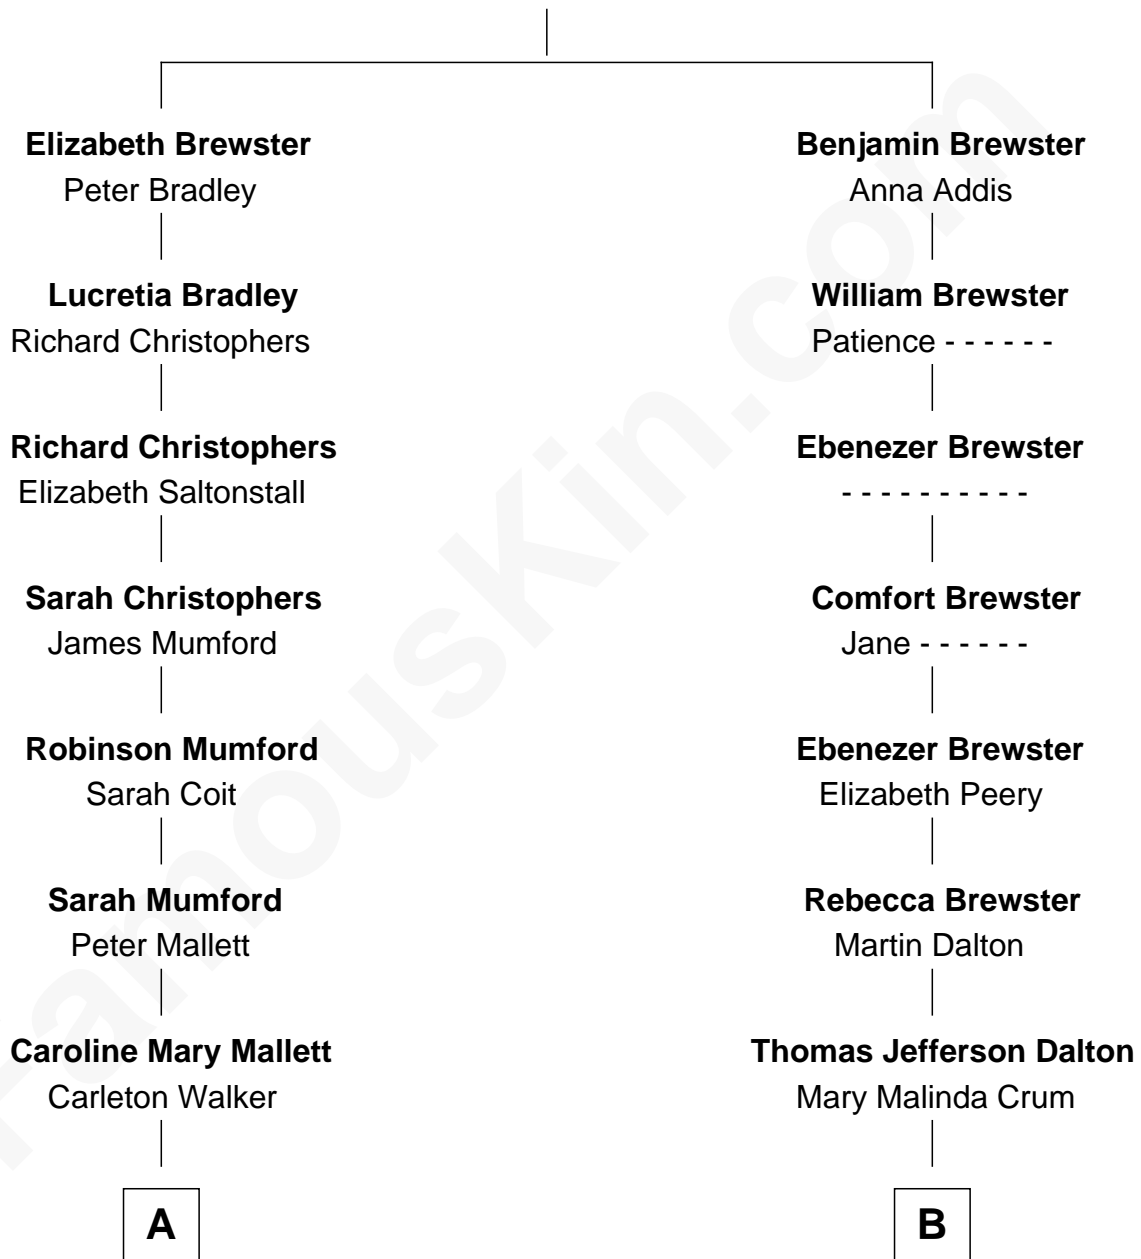 Elizabeth Brewster
Peter Bradley
Lucretia Bradley
Richard Christophers
Richard Christophers
Elizabeth Saltonstall
Sarah Christophers
James Mumford
Robinson Mumford
Sarah Coit
Sarah Mumford
Peter Mallett
Caroline Mary Mallett
Carleton Walker
A
Benjamin Brewster
Anna Addis
William Brewster
Patience - - - - - -
Ebenezer Brewster
- - - - - - - - - -
Comfort Brewster
Jane - - - - - -
Ebenezer Brewster
Elizabeth Peery
Rebecca Brewster
Martin Dalton
Thomas Jefferson Dalton
Mary Malinda Crum
B
FamousKin.com